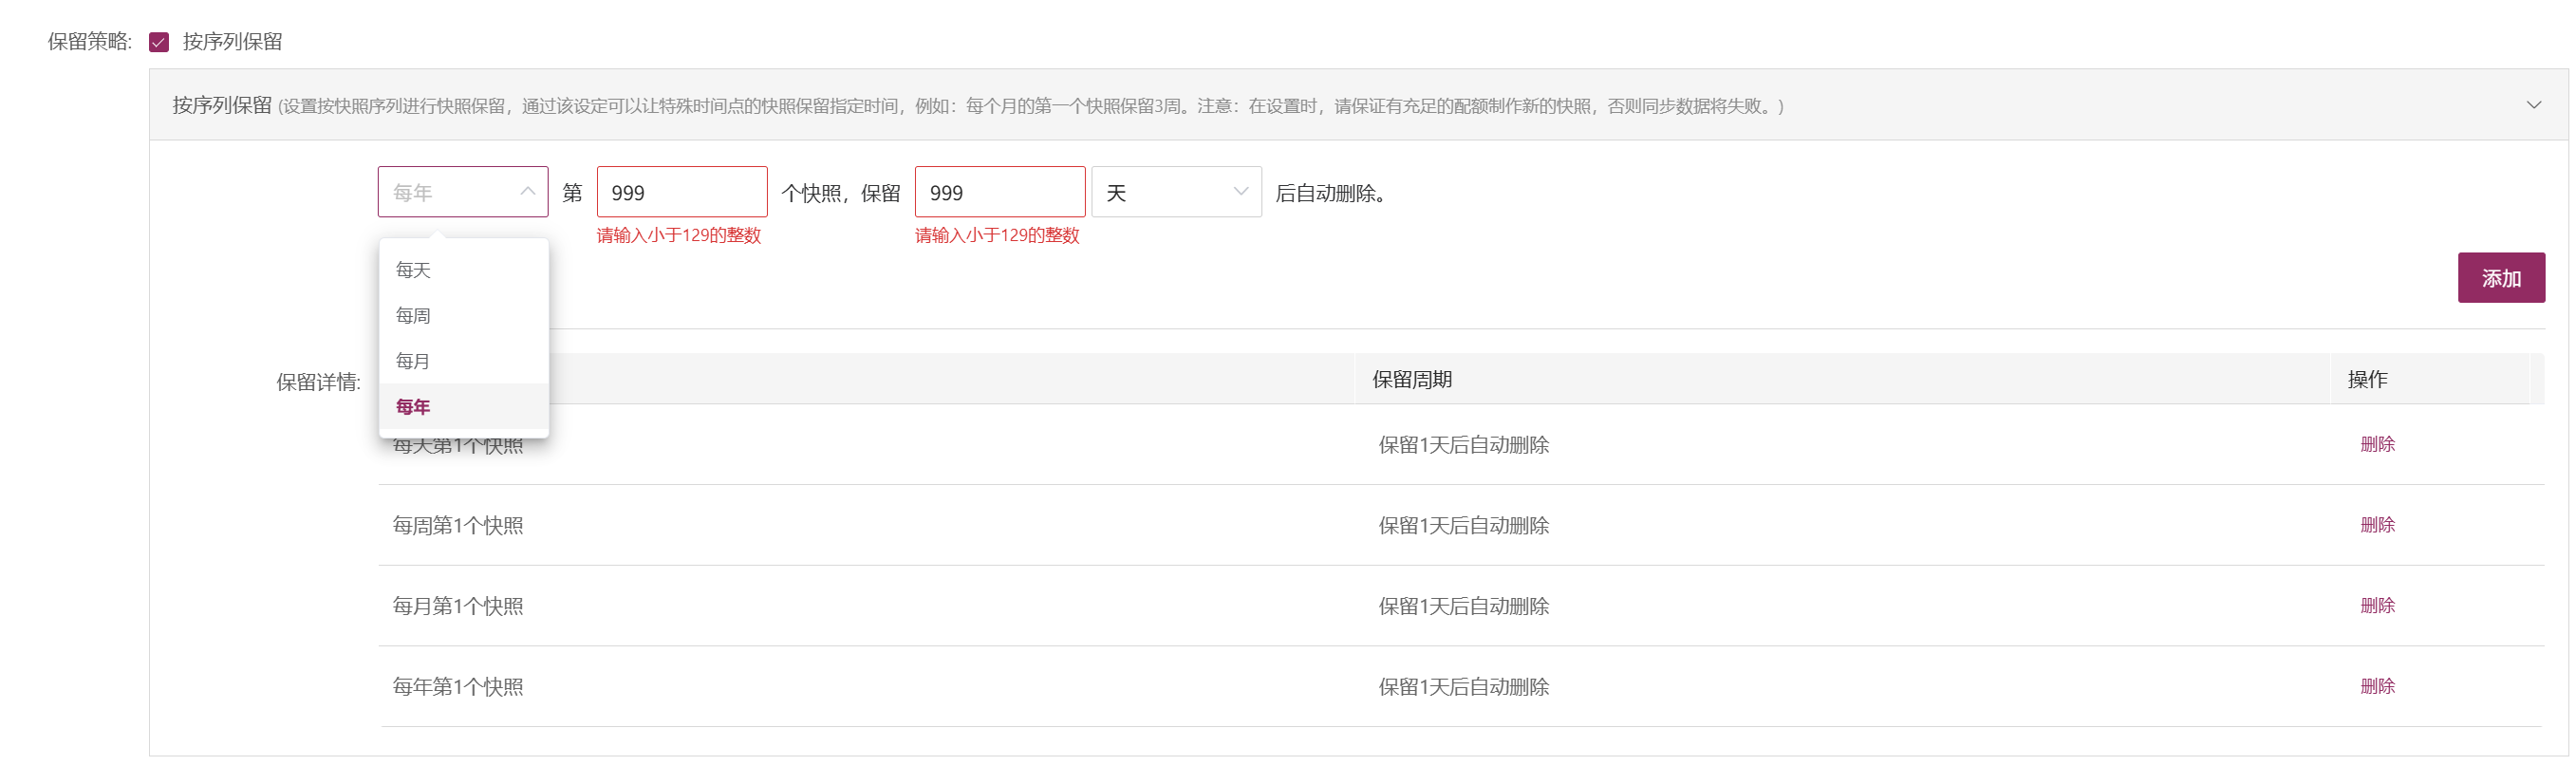 保留策略: 按序列保留
按序列保留 (设置按快照序列进行快照保留，通过该设定可以让特殊时间点的快照保留指定时间，例如：每个月的第一个快照保留3周。注意：在设置时，请保证有充足的配额制作新的快照，否则同步数据将失败。)
每年 第 999 个快照，保留 999 天 后自动删除。
请输入小于129的整数 请输入小于129的整数
每天
添加
每周
每月
保留详情: 保留周期 操作
每年
每天第1个快照 保留1天后自动删除 删除
每周第1个快照 保留1天后自动删除 删除
每月第1个快照 保留1天后自动删除 删除
每年第1个快照 保留1天后自动删除 删除